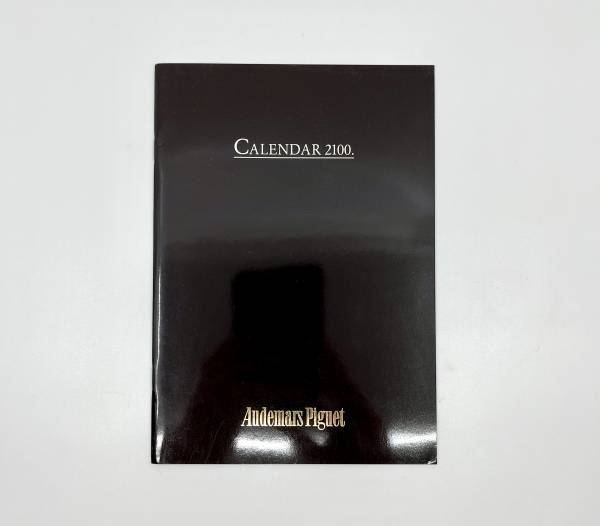 CALENDAR 2100.
Audemars Piguet